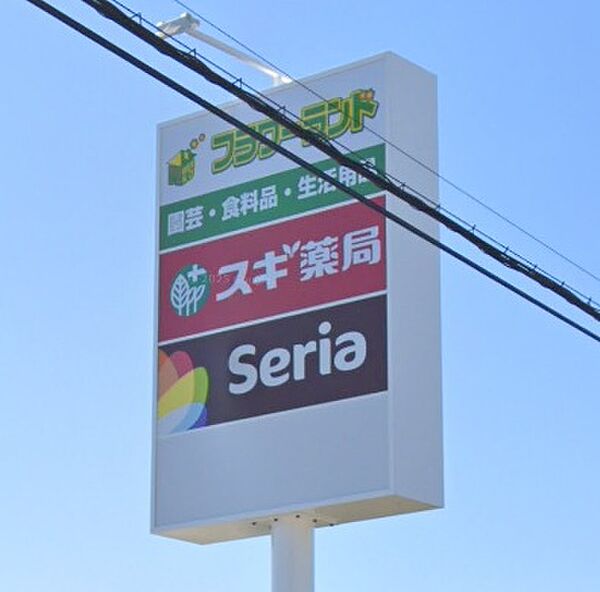 フラワーランド
園芸・食料品・生活用品
スギ薬局
Seria